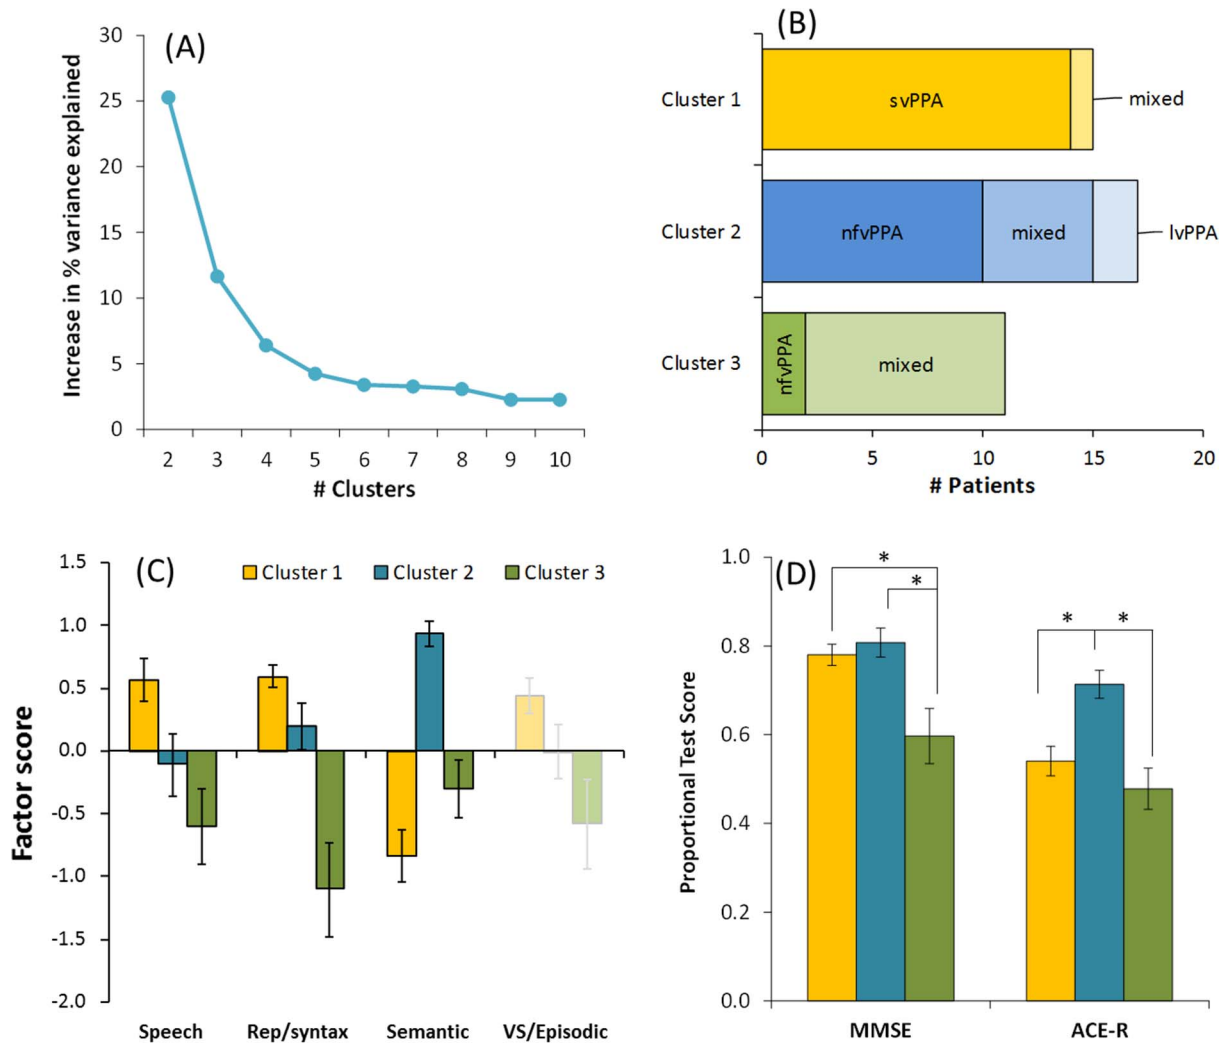 (A)
Increase in % variance explained
30
25
20
15
10
5
0
2 3 4 5 6 7 8 9 10
# Clusters
(B)
Cluster 1
svPPA
mixed
Cluster 2
nfvPPA
mixed
lvPPA
Cluster 3
nfvPPA
mixed
0 5 10 15 20
# Patients
(C)
Cluster 1 Cluster 2 Cluster 3
Factor score
1.5
1.0
0.5
0.0
-0.5
-1.0
-1.5
-2.0
Speech Rep/syntax Semantic VS/Episodic
(D)
Proportional Test Score
1.0
0.8
0.6
0.4
0.2
0.0
*
*
* *
MMSE ACE-R